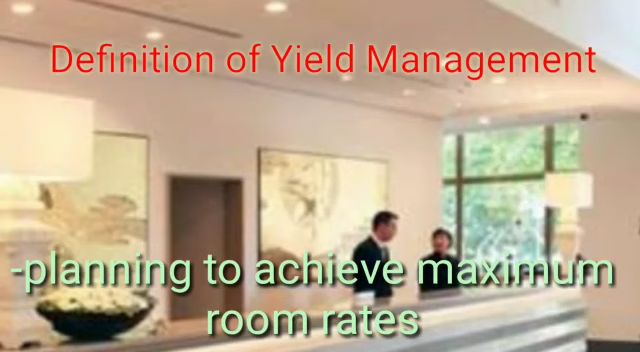 Definition of Yield Management
-planning to achieve maximum
room rates